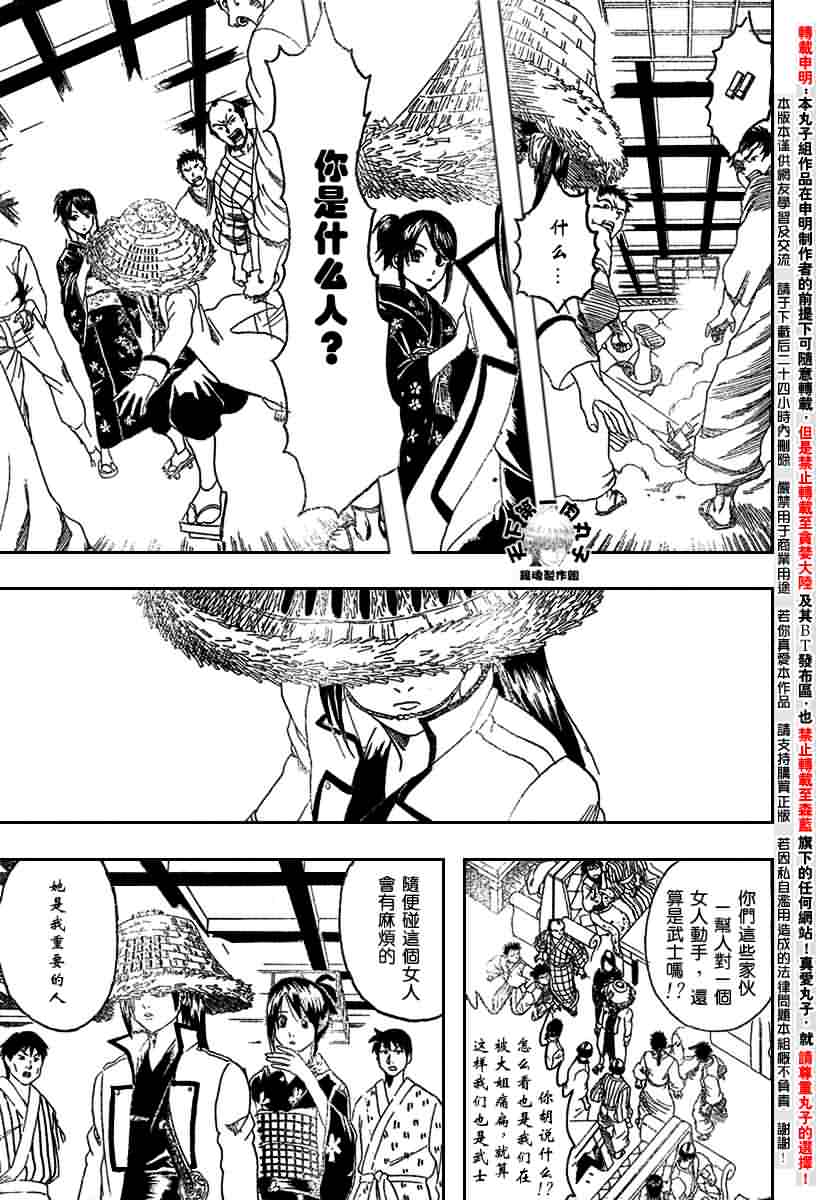 什么…
你是什么人？
天下第一肉丸子
銀魂製作團
你們這些家伙
一幫人對一個
女人動手，還
算是武士嗎！？
你胡说什么！？
怎么看也是我们在
被大姐痛扁，就算
这样我们也是武士
隨便碰這個女人
會有麻煩的
她是我重要的人
轉載申明：本丸子組作品在申明制作者的前提下可隨意轉載．但是禁止轉載至貪婪大陸及其BT發布區．也禁止轉載至森藍旗下的任何網站！真愛丸子．就請尊重丸子的選擇！
本版本僅供網友學習及交流　請于下載后二十四小時內刪除　嚴禁用于商業用途　若你真愛本作品　請支持購買正版　若因私自濫用造成的法律問題本組概不負責　謝謝！